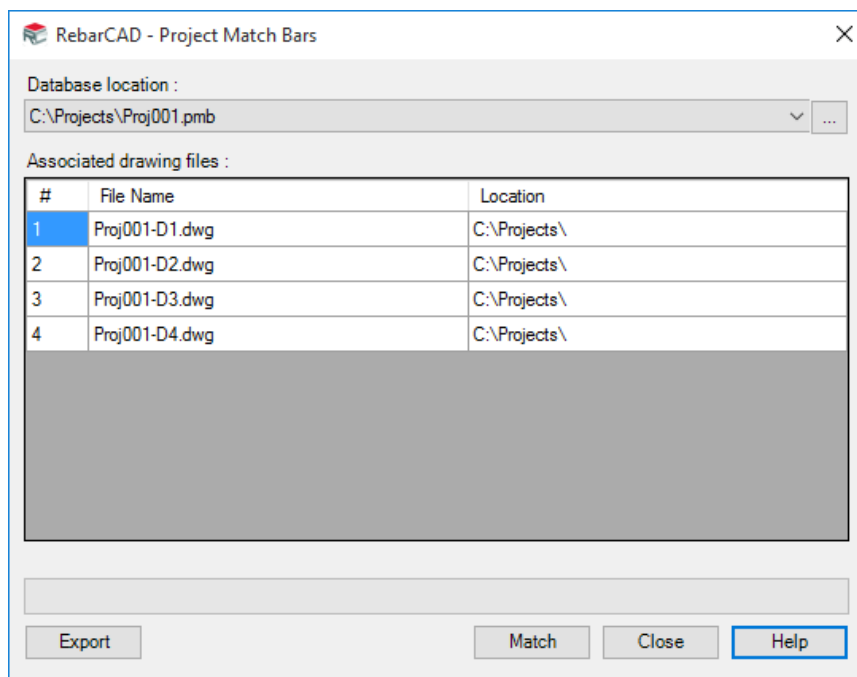 RebarCAD - Project Match Bars
Database location :
C:\Projects\Proj001.pmb
...
Associated drawing files :
# File Name Location
1 Proj001-D1.dwg C:\Projects\
2 Proj001-D2.dwg C:\Projects\
3 Proj001-D3.dwg C:\Projects\
4 Proj001-D4.dwg C:\Projects\
Export Match Close Help